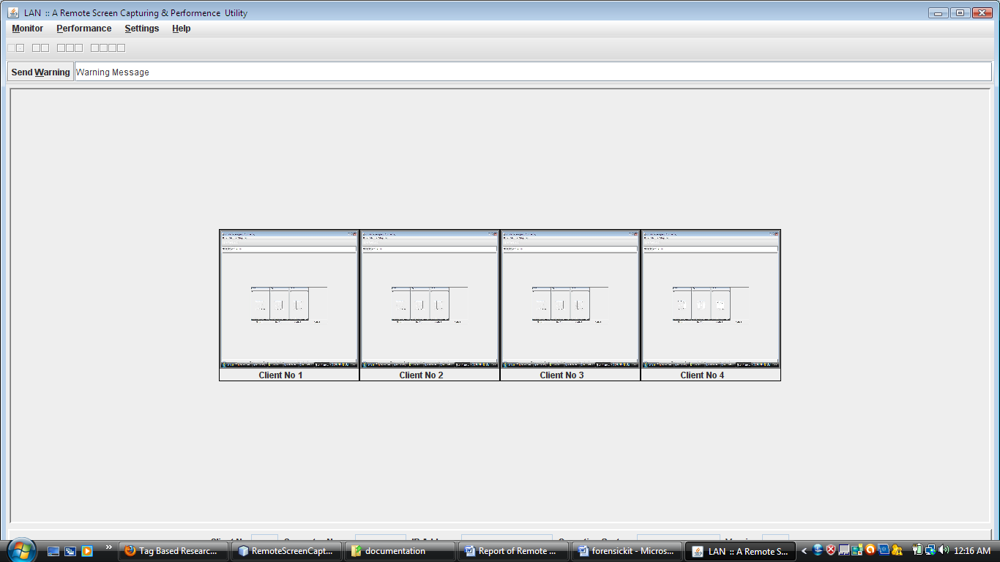 LAN :: A Remote Screen Capturing & Performence Utility
Monitor Performance Settings Help
Send Warning Warning Message
Client No 1 Client No 2 Client No 3 Client No 4
Tag Based Researc... RemoteScreenCapt... documentation Report of Remote ... forensickit - Micros... LAN :: A Remote S... 12:16 AM